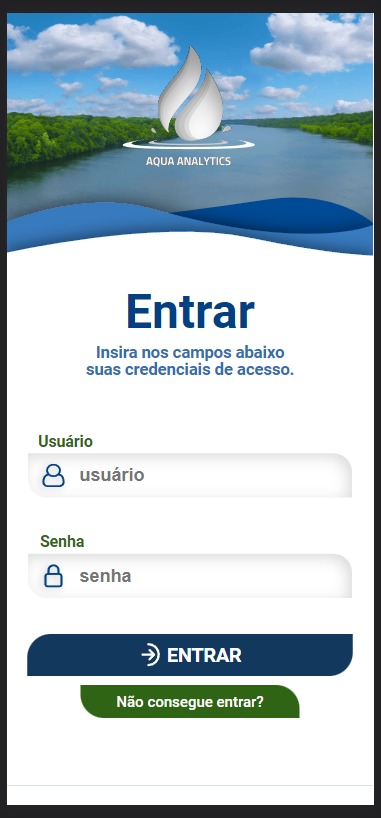 AQUA ANALYTICS
Entrar
Insira nos campos abaixo
suas credenciais de acesso.
Usuário
usuário
Senha
senha
ENTRAR
Não consegue entrar?